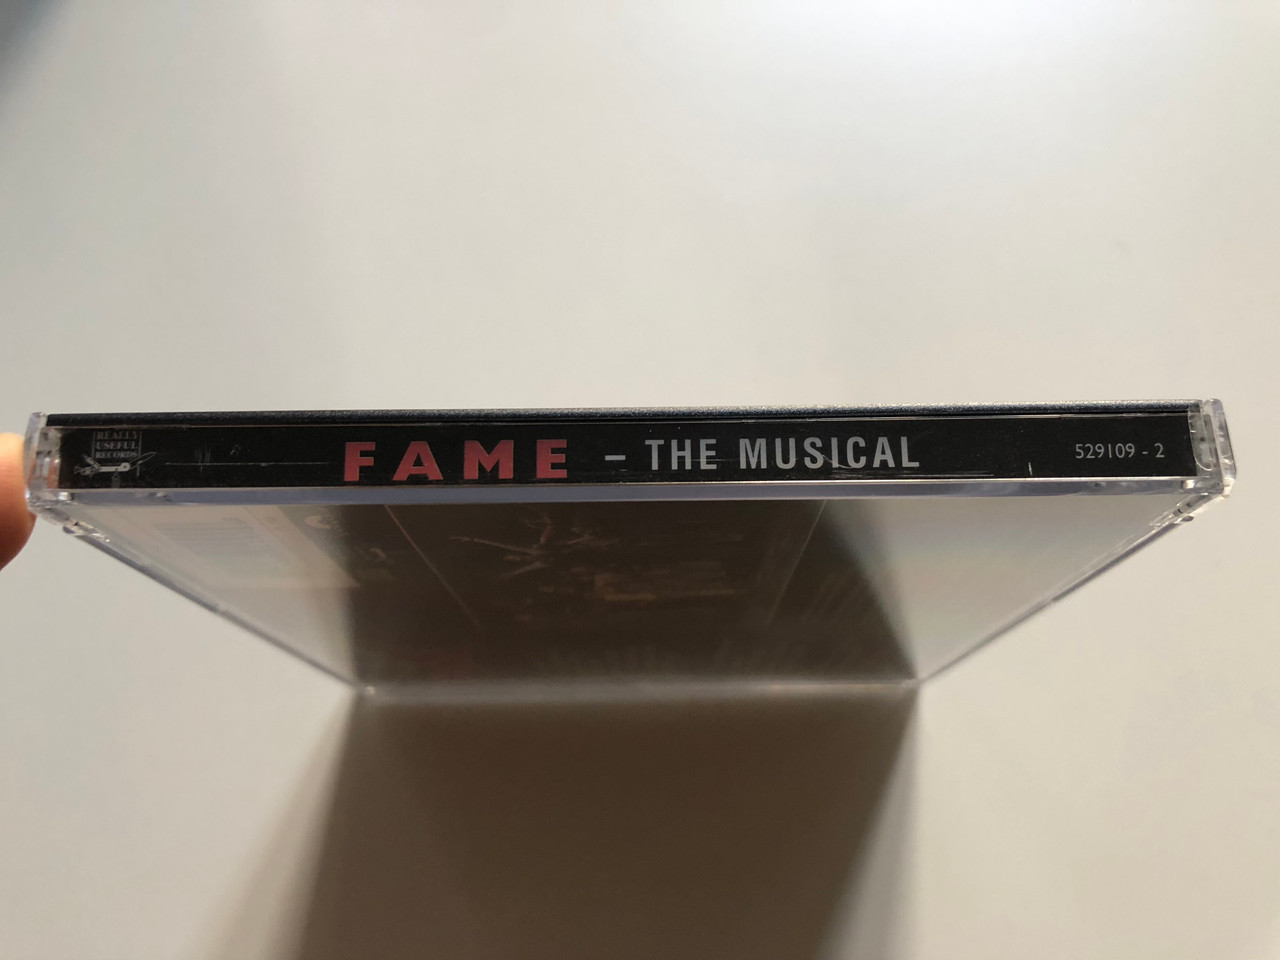 REALLY
USEFUL
RECORDS
FAME – THE MUSICAL
529109 - 2